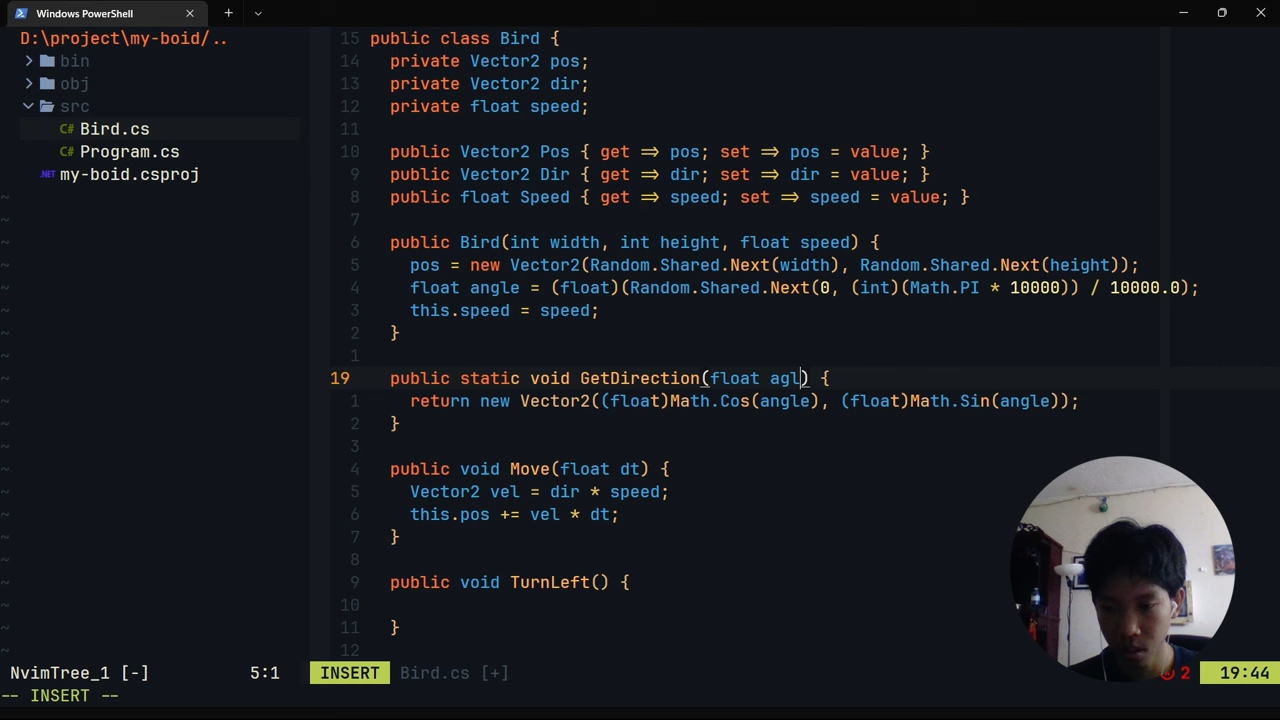 Windows PowerShell
D:\project\my-boid/..
bin
obj
src
C# Bird.cs
C# Program.cs
.NET my-boid.csproj
15 public class Bird {
14 private Vector2 pos;
13 private Vector2 dir;
12 private float speed;
11
10 public Vector2 Pos { get => pos; set => pos = value; }
9 public Vector2 Dir { get => dir; set => dir = value; }
8 public float Speed { get => speed; set => speed = value; }
7
6 public Bird(int width, int height, float speed) {
5 pos = new Vector2(Random.Shared.Next(width), Random.Shared.Next(height));
4 float angle = (float)(Random.Shared.Next(0, (int)(Math.PI * 10000)) / 10000.0);
3 this.speed = speed;
2 }
1
19 public static void GetDirection(float agl) {
1 return new Vector2((float)Math.Cos(angle), (float)Math.Sin(angle));
2 }
3
4 public void Move(float dt) {
5 Vector2 vel = dir * speed;
6 this.pos += vel * dt;
7 }
8
9 public void TurnLeft() {
10
11 }
12
NvimTree_1 [-] 5:1 INSERT Bird.cs [+] 2 19:44
-- INSERT --